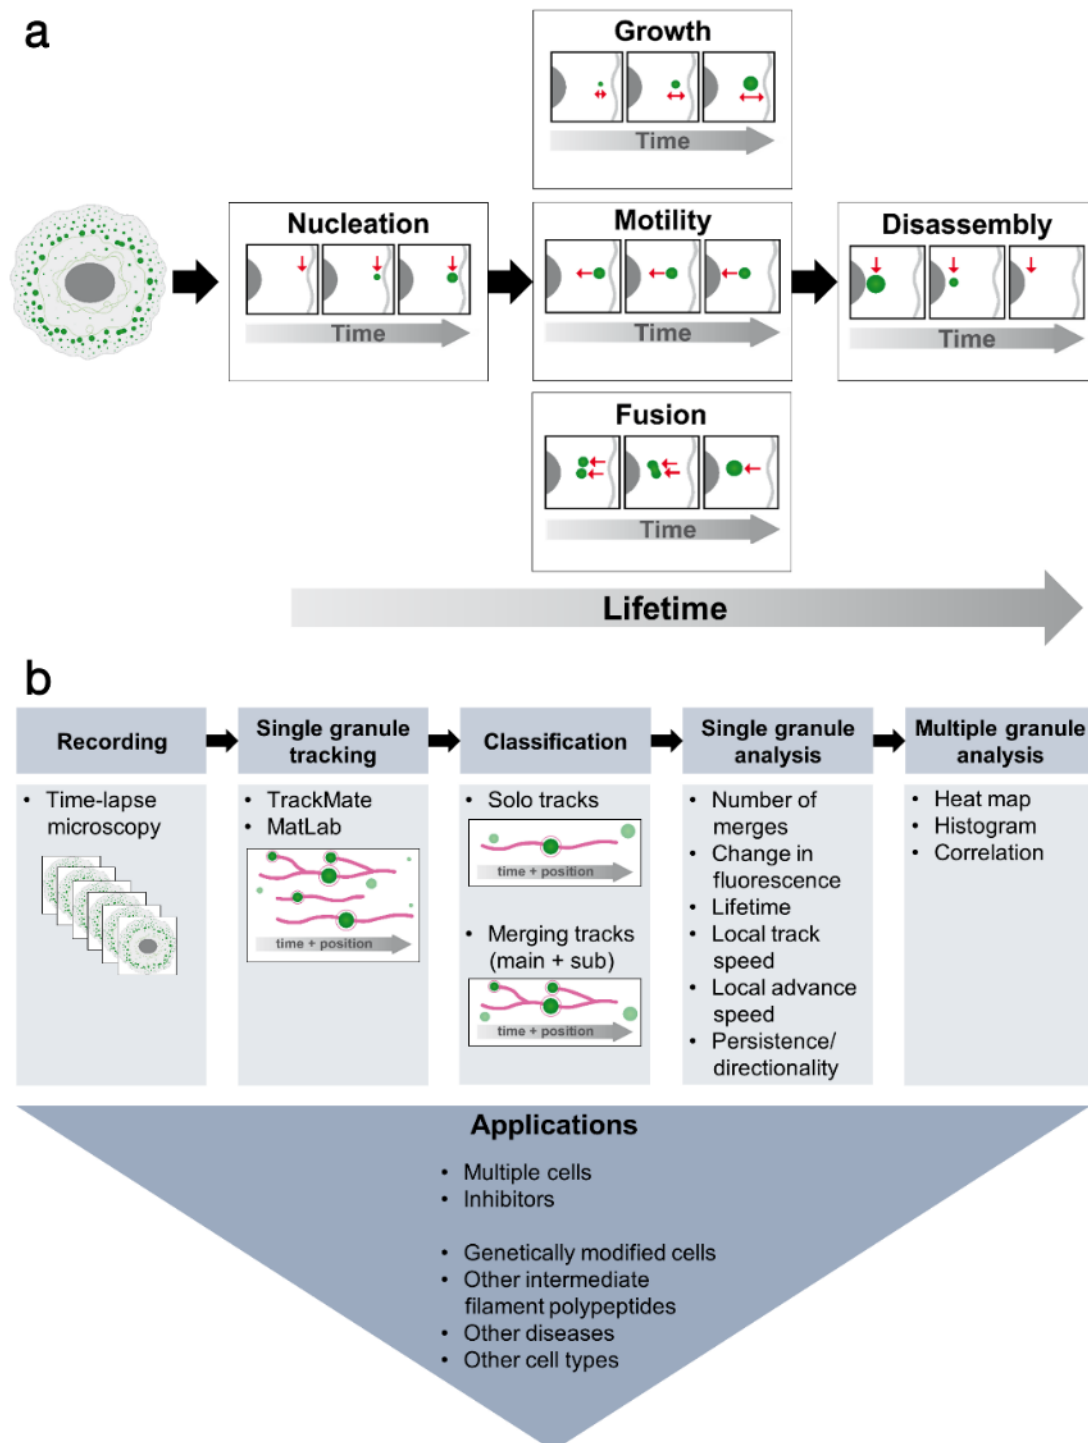 a
Growth
Time
Nucleation
Time
Motility
Time
Disassembly
Time
Fusion
Time
Lifetime
b
Recording
• Time-lapse
microscopy
Single granule
tracking
• TrackMate
• MatLab
time + position
Classification
• Solo tracks
time + position
• Merging tracks
(main + sub)
time + position
Single granule
analysis
• Number of
merges
• Change in
fluorescence
• Lifetime
• Local track
speed
• Local advance
speed
• Persistence/
directionality
Multiple granule
analysis
• Heat map
• Histogram
• Correlation
Applications
• Multiple cells
• Inhibitors
• Genetically modified cells
• Other intermediate
filament polypeptides
• Other diseases
• Other cell types